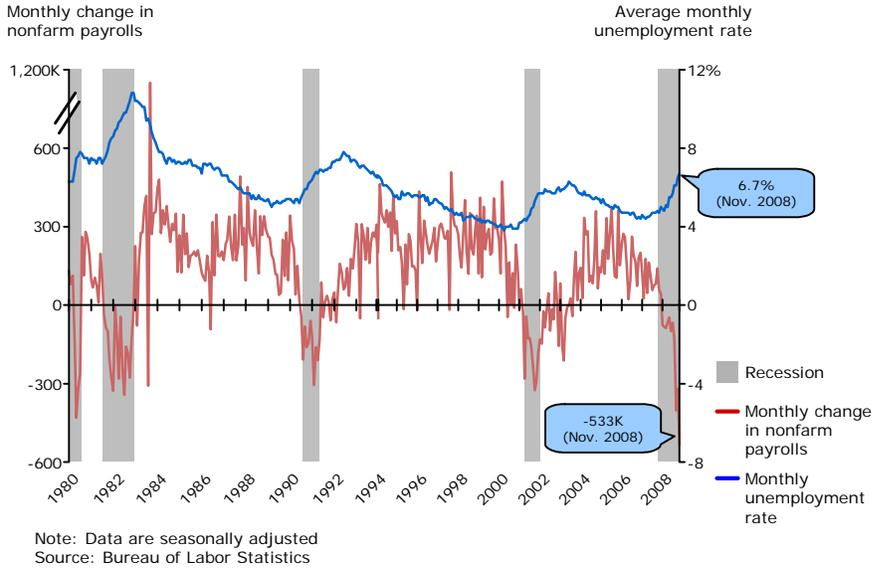 Monthly change in
nonfarm payrolls
Average monthly
unemployment rate
1,200K
600
300
0
-300
-600
12%
8
4
0
-4
-8
6.7%
(Nov. 2008)
-533K
(Nov. 2008)
1980
1982
1984
1986
1988
1990
1992
1994
1996
1998
2000
2002
2004
2006
2008
Recession
Monthly change
in nonfarm
payrolls
Monthly
unemployment
rate
Note: Data are seasonally adjusted
Source: Bureau of Labor Statistics